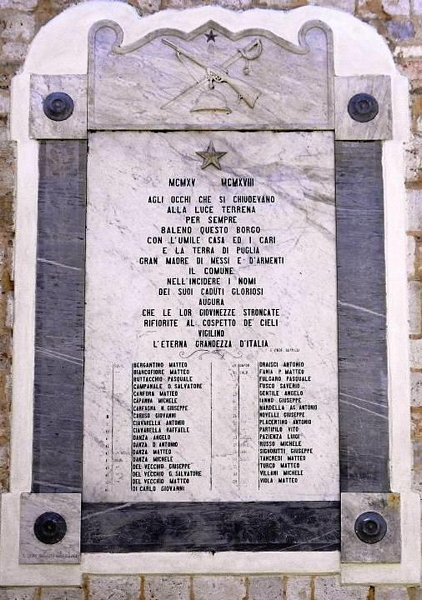 MCMXV MCMXVIII
AGLI OCCHI CHE SI CHIUDEVANO
ALLA LUCE TERRENA
PER SEMPRE
BALENO QUESTO BORGO
CON L'UMILE CASA ED I CARI
E LA TERRA DI PUGLIA
GRAN MADRE DI MESSI E D'ARMENTI
IL COMUNE
NELL'INCIDERE I NOMI
DEI SUOI CADUTI GLORIOSI
AUGURA
CHE LE LOR GIOVINEZZE STRONCATE
RIFIORITE AL COSPETTO DE' CIELI
VIGILINO
L'ETERNA GRANDEZZA D'ITALIA
BERGANTINO MATTEO
BIANCOFIORE MATTEO
BUTTACCHIO PASQUALE
CAMPANALE D. SALVATORE
CANFORA MATTEO
CAPANNA MICHELE
CARFAGNA N. GIUSEPPE
CARUSO GIOVANNI
CIAVARELLA ANTONIO
CIAVARELLA RAFFAELE
DANZA ANGELO
DANZA D. ANTONIO
DANZA MATTEO
DANZA MICHELE
DEL VECCHIO GIUSEPPE
DEL VECCHIO G. SALVATORE
DEL VECCHIO MATTEO
DI CARLO GIOVANNI
DRAISCI ANTONIO
FANIA P. MATTEO
FULGARO PASQUALE
FUSCO SAVERIO
GENTILE ANGELO
IANNO GIUSEPPE
NARDELLA ANTONIO
NOVELLI GIUSEPPE
PLACENTINO ANTONIO
PARTIPILO VITO
PAZIENZA LUIGI
RUSSO MICHELE
SIGNORITTI GIUSEPPE
TANCREDI MATTEO
TURCO MATTEO
VILLANI MICHELE
VIOLA MATTEO